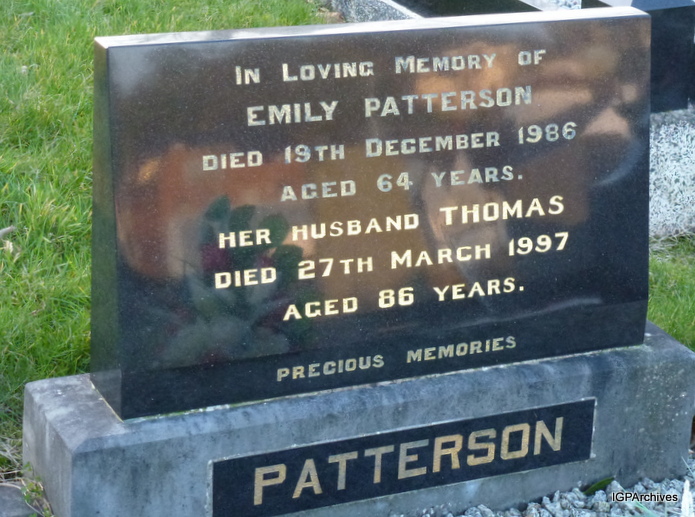 In Loving Memory of
EMILY PATTERSON
DIED 19TH DECEMBER 1986
AGED 64 YEARS.
HER HUSBAND THOMAS
DIED 27TH MARCH 1997
AGED 86 YEARS.
PRECIOUS MEMORIES
PATTERSON
IGPArchives